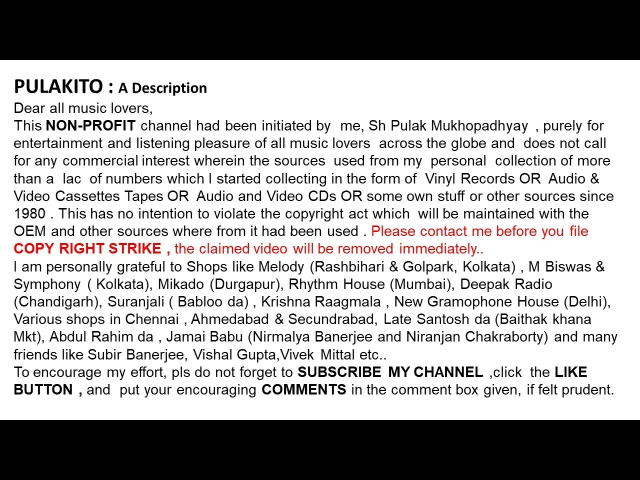 PULAKITO : A Description
Dear all music lovers,
This NON-PROFIT channel had been initiated by me, Sh Pulak Mukhopadhyay , purely for
entertainment and listening pleasure of all music lovers across the globe and does not call
for any commercial interest wherein the sources used from my personal collection of more
than a lac of numbers which I started collecting in the form of Vinyl Records OR Audio &
Video Cassettes Tapes OR Audio and Video CDs OR some own stuff or other sources since
1980 . This has no intention to violate the copyright act which will be maintained with the
OEM and other sources where from it had been used . Please contact me before you file
COPY RIGHT STRIKE , the claimed video will be removed immediately..
I am personally grateful to Shops like Melody (Rashbihari & Golpark, Kolkata) , M Biswas &
Symphony ( Kolkata), Mikado (Durgapur), Rhythm House (Mumbai), Deepak Radio
(Chandigarh), Suranjali ( Babloo da) , Krishna Raagmala , New Gramophone House (Delhi),
Various shops in Chennai , Ahmedabad & Secundrabad, Late Santosh da (Baithak khana
Mkt), Abdul Rahim da , Jamai Babu (Nirmalya Banerjee and Niranjan Chakraborty) and many
friends like Subir Banerjee, Vishal Gupta,Vivek Mittal etc..
To encourage my effort, pls do not forget to SUBSCRIBE MY CHANNEL ,click the LIKE
BUTTON , and put your encouraging COMMENTS in the comment box given, if felt prudent.